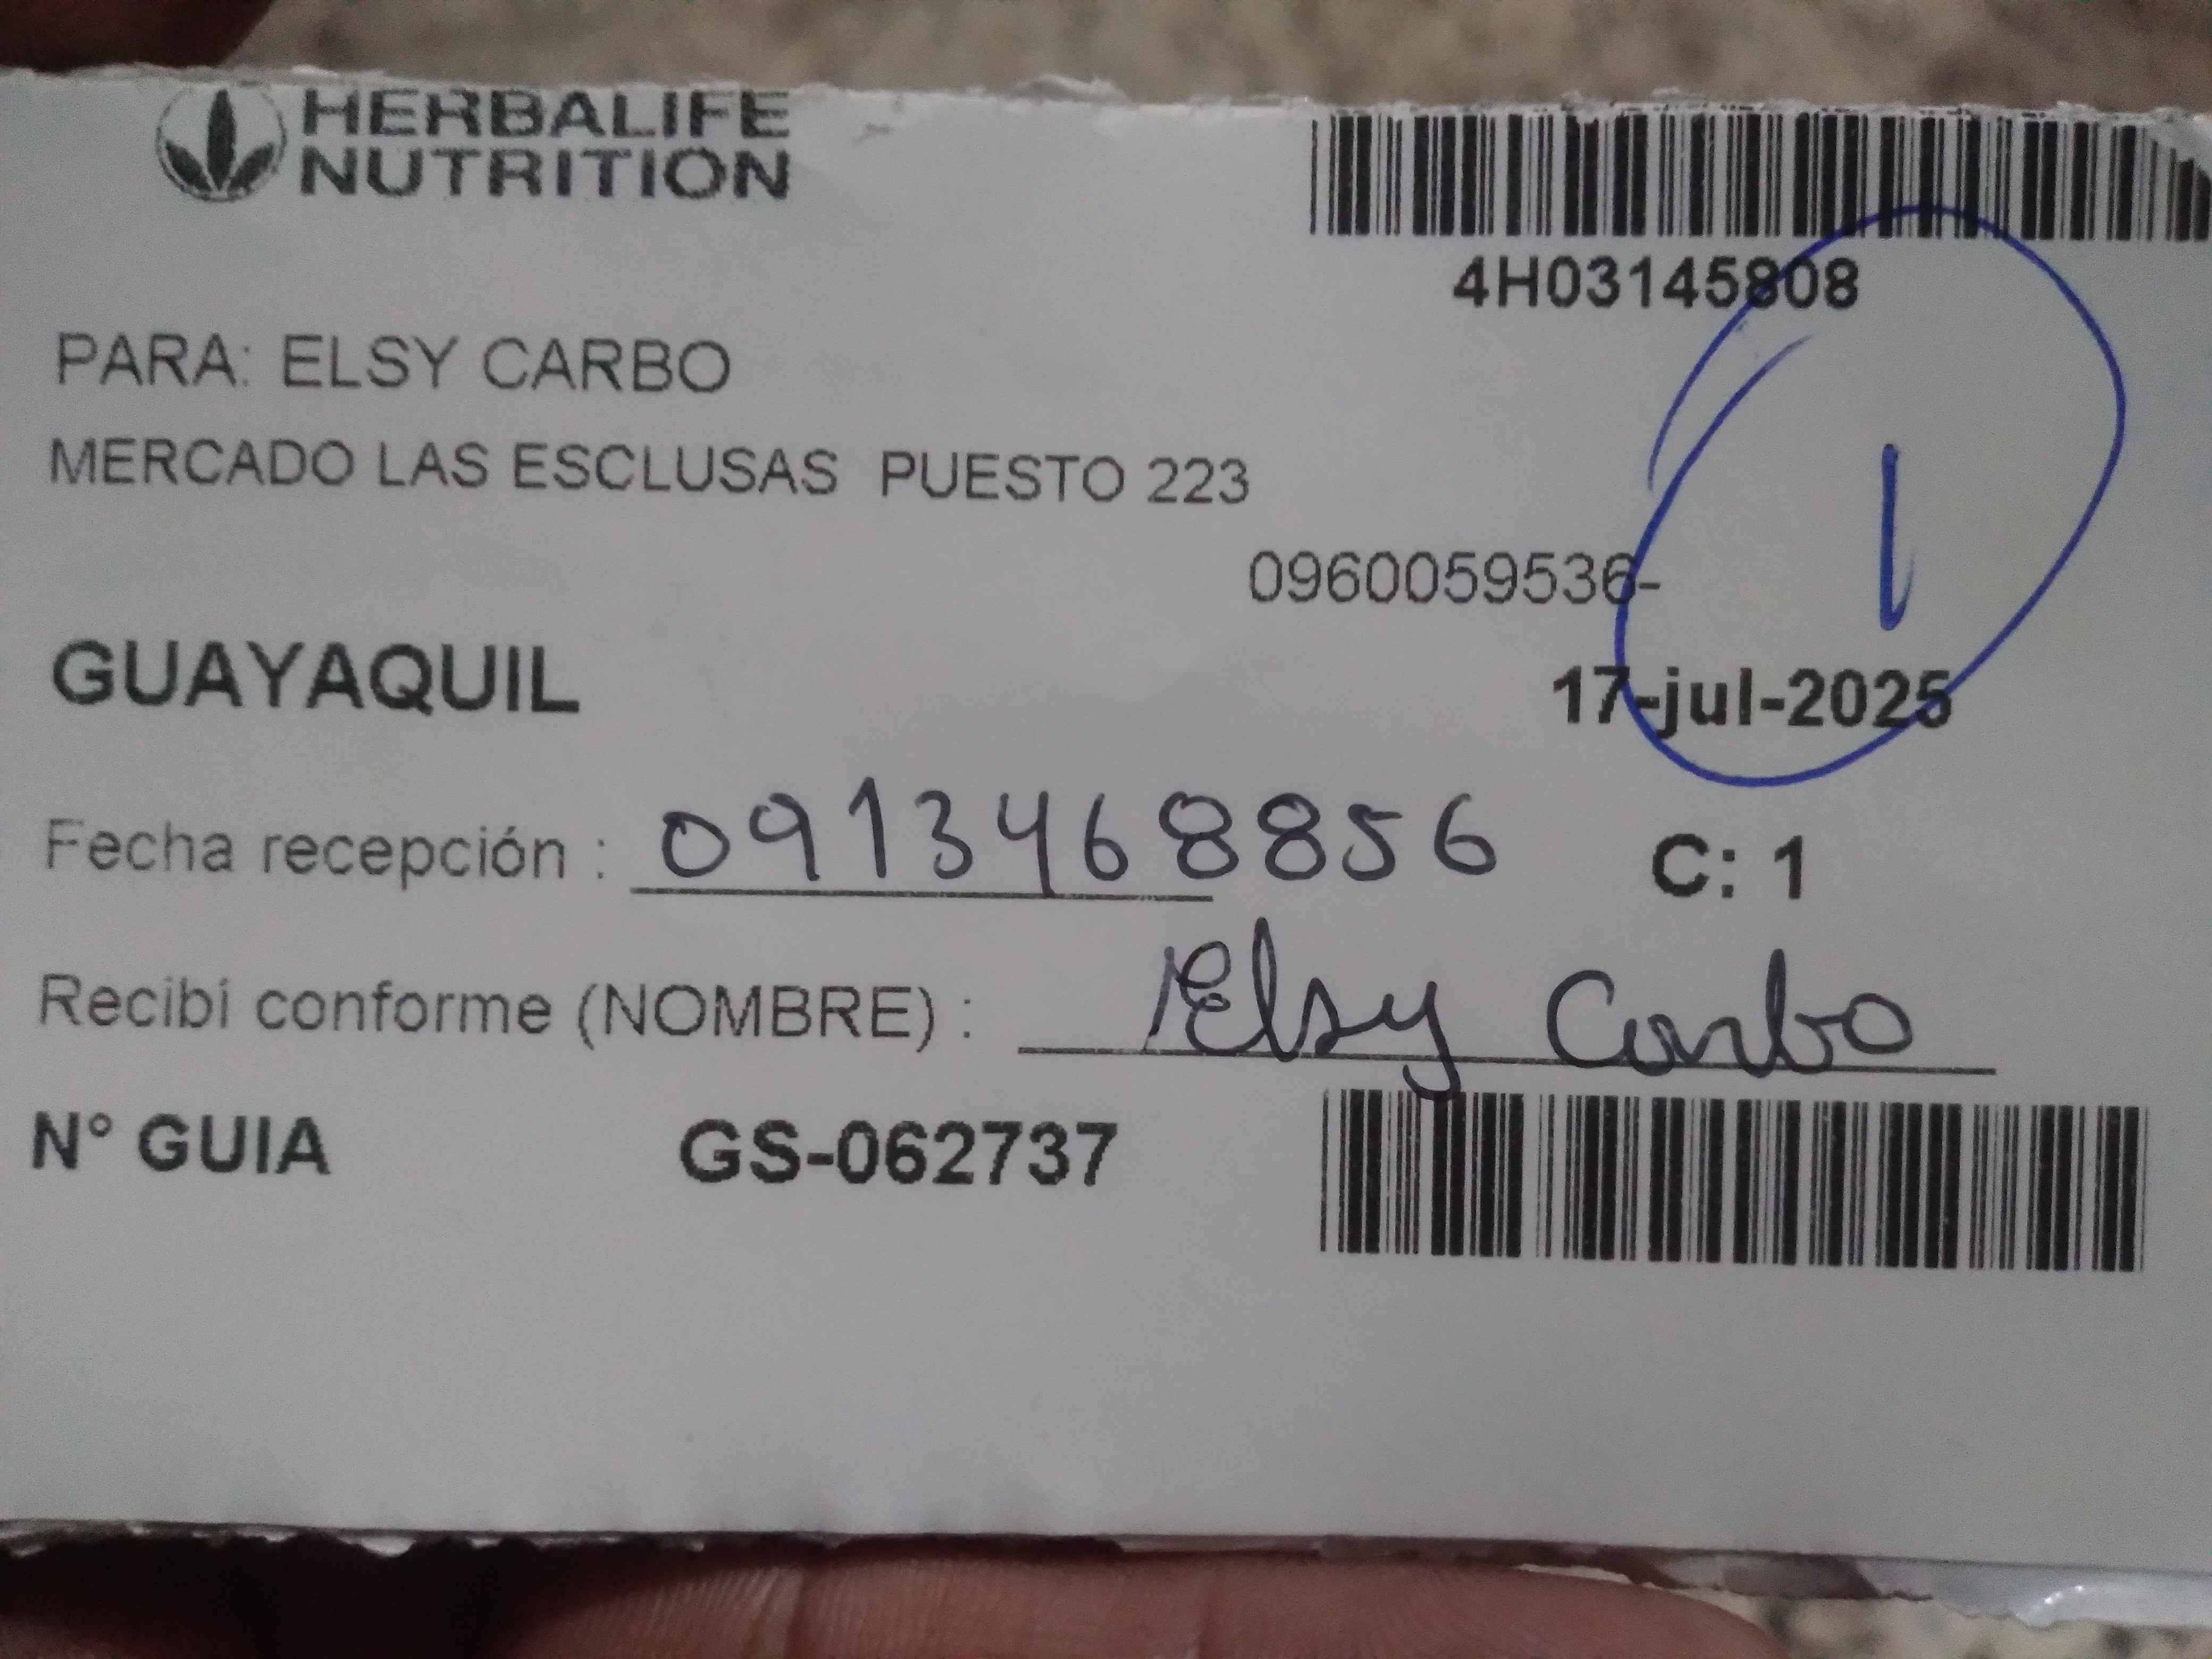 HERBALIFE
NUTRITION
4H03145808
PARA: ELSY CARBO
MERCADO LAS ESCLUSAS PUESTO 223
0960059536-
1
GUAYAQUIL
17-jul-2025
Fecha recepción : 0913468856 C: 1
Recibí conforme (NOMBRE) : Elsy Carbo
N° GUIA GS-062737